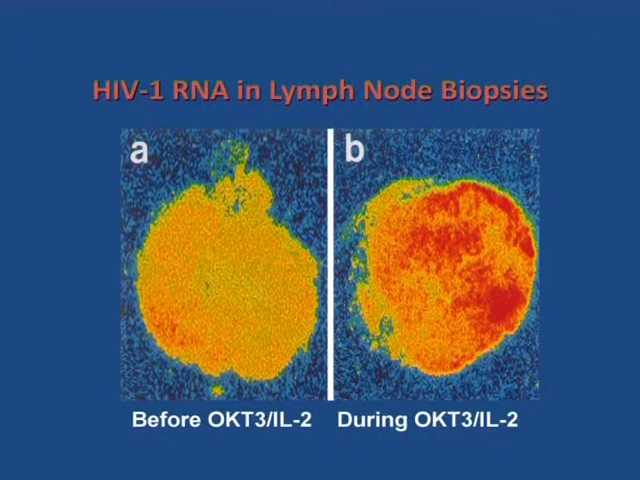 HIV-1 RNA in Lymph Node Biopsies
a
b
Before OKT3/IL-2
During OKT3/IL-2